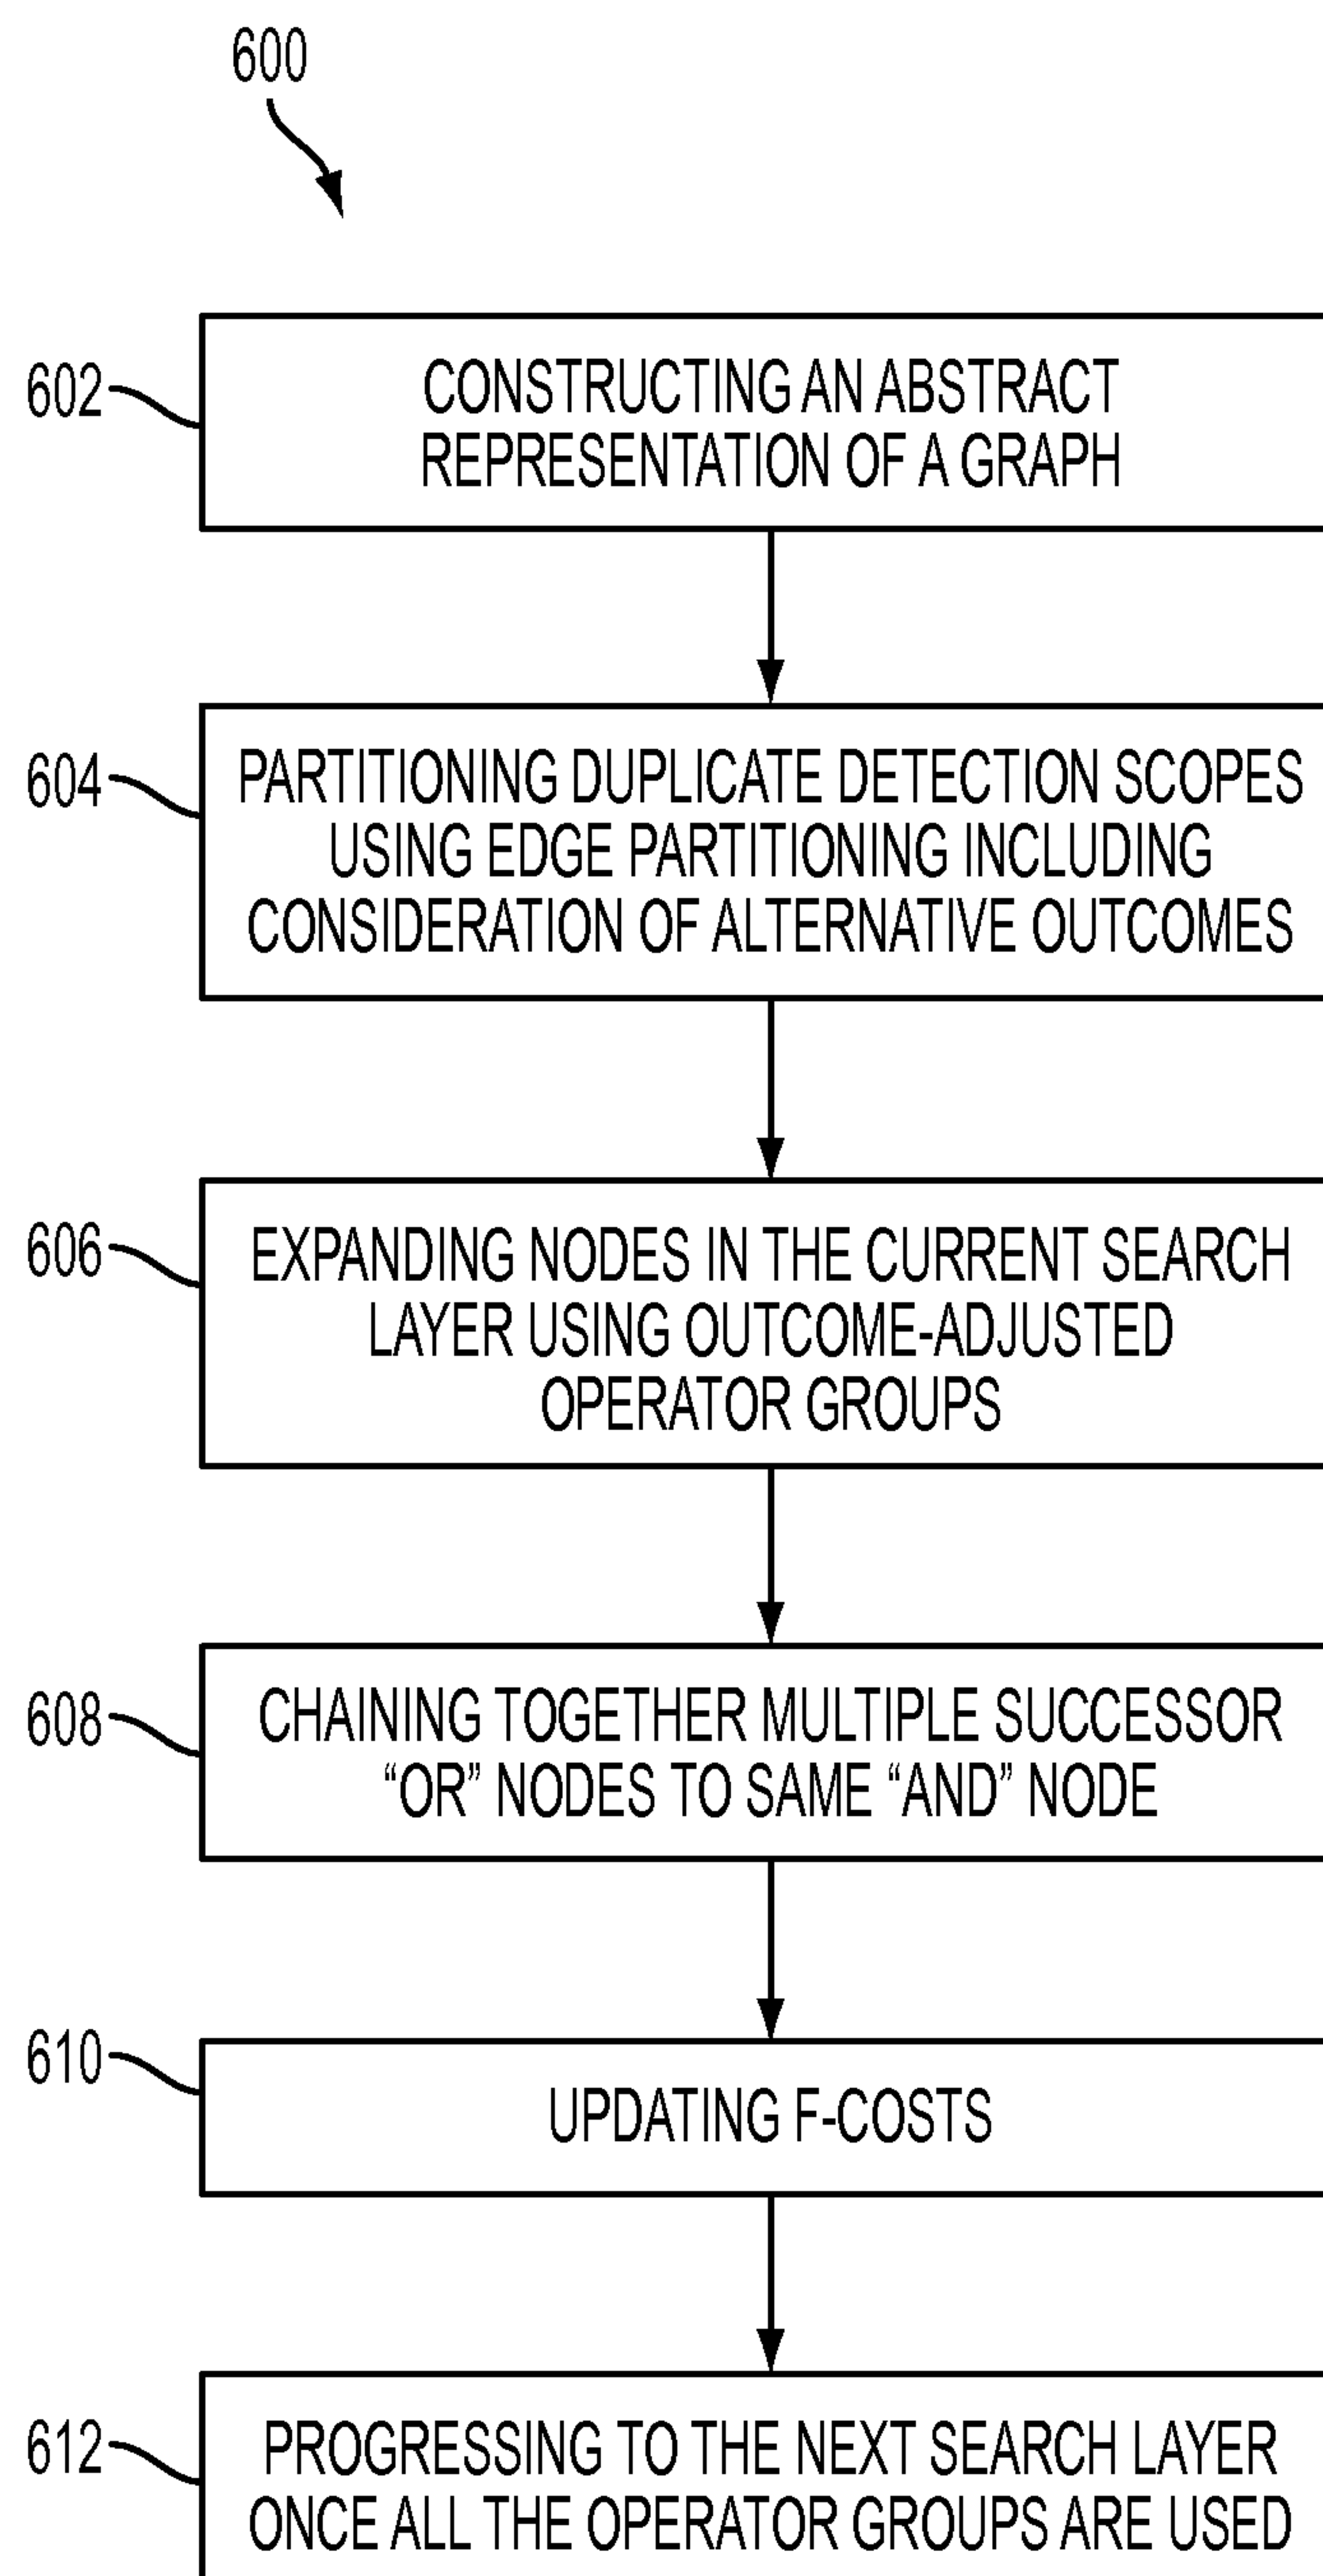 600
602
CONSTRUCTING AN ABSTRACT
REPRESENTATION OF A GRAPH
604
PARTITIONING DUPLICATE DETECTION SCOPES
USING EDGE PARTITIONING INCLUDING
CONSIDERATION OF ALTERNATIVE OUTCOMES
606
EXPANDING NODES IN THE CURRENT SEARCH
LAYER USING OUTCOME-ADJUSTED
OPERATOR GROUPS
608
CHAINING TOGETHER MULTIPLE SUCCESSOR
“OR” NODES TO SAME “AND” NODE
610
UPDATING F-COSTS
612
PROGRESSING TO THE NEXT SEARCH LAYER
ONCE ALL THE OPERATOR GROUPS ARE USED